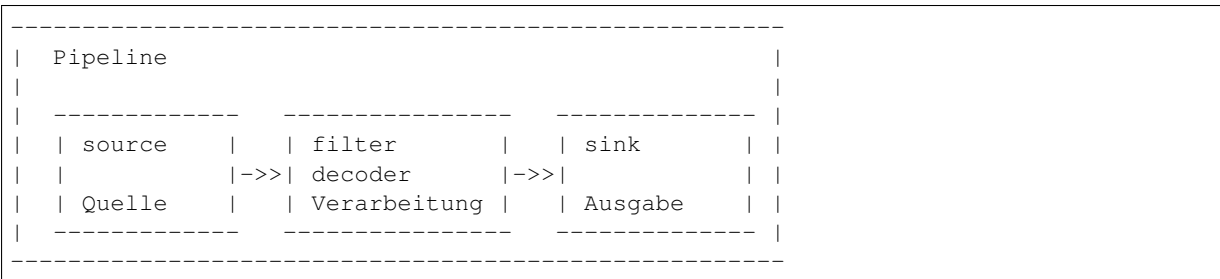 ------------------------------------------------------
|  Pipeline                                          |
|                                                    |
|  -------------   ----------------   -------------- |
|  | source    |   | filter       |   | sink       | |
|  |           |->>| decoder      |->>|            | |
|  | Quelle    |   | Verarbeitung |   | Ausgabe    | |
|  -------------   ----------------   -------------- |
------------------------------------------------------